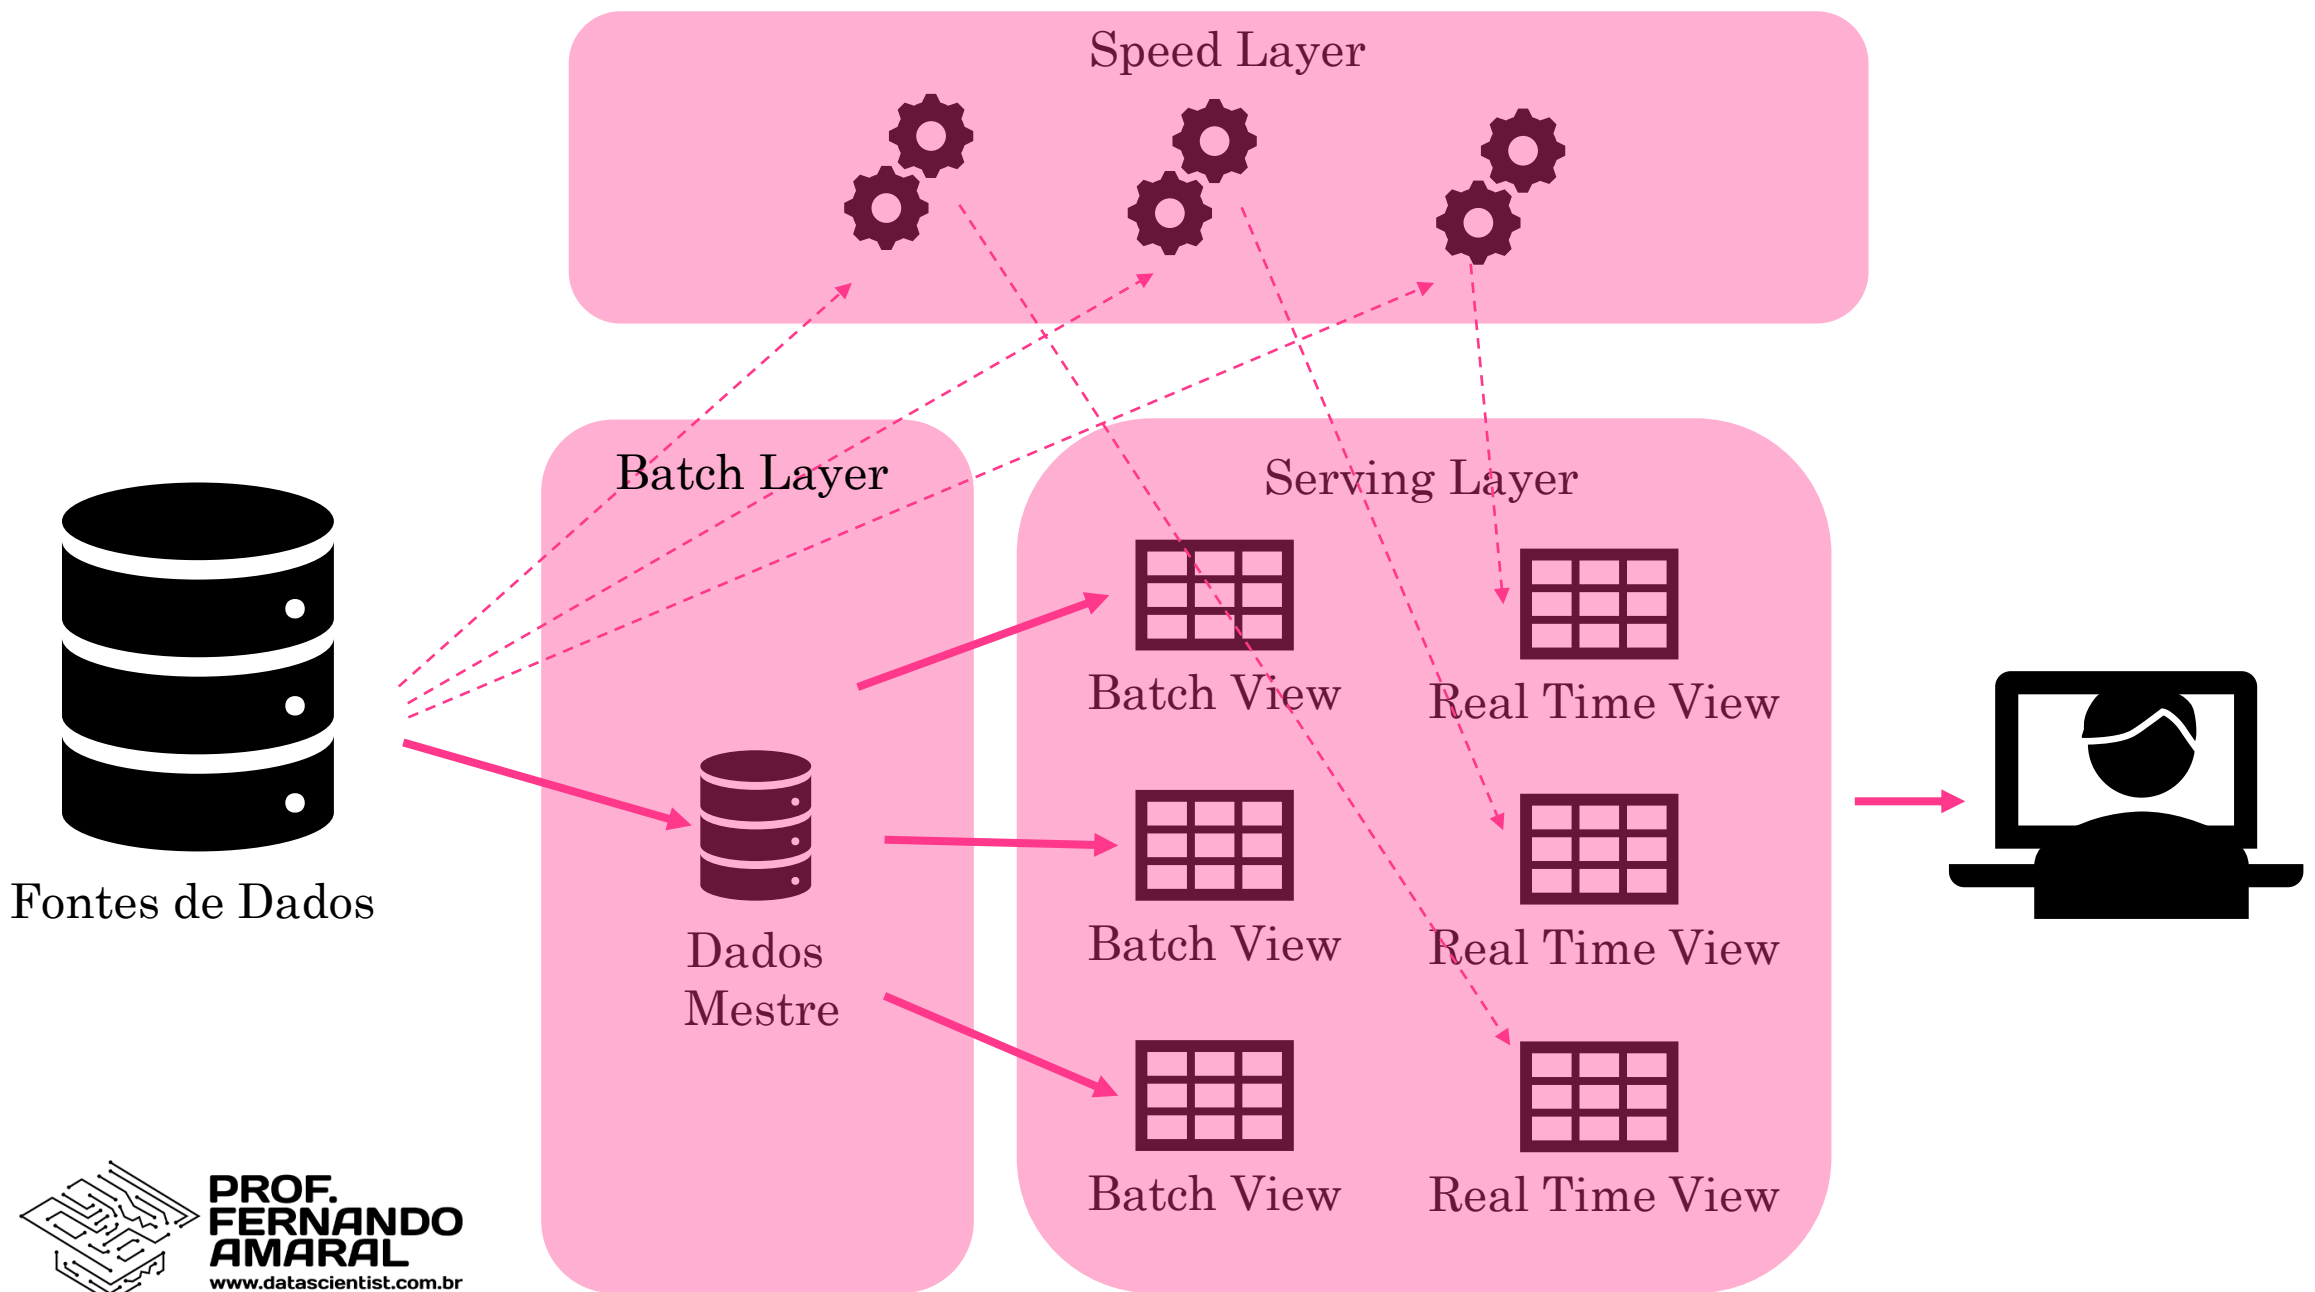 Speed Layer
Batch Layer
Serving Layer
Batch View
Real Time View
Fontes de Dados
Dados
Mestre
Batch View
Real Time View
Batch View
Real Time View
PROF.
FERNANDO
AMARAL
www.datascientist.com.br